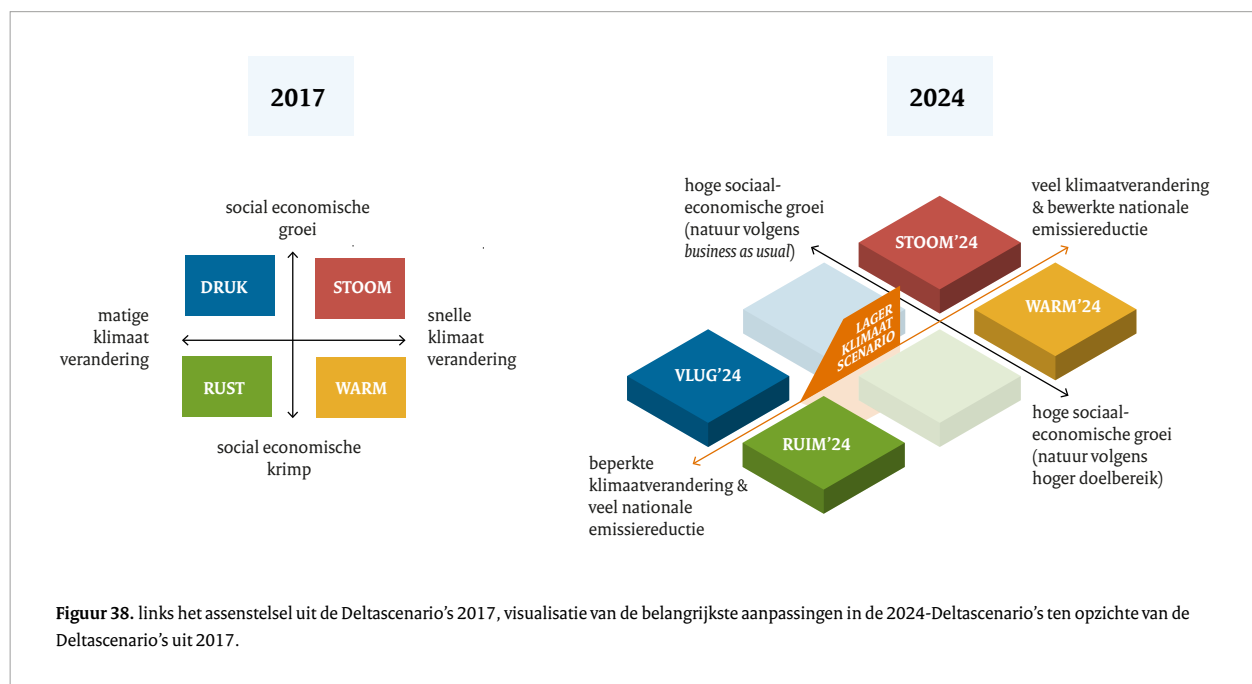 2017
social economische
groei
DRUK
STOOM
matige
klimaat
verandering
snelle
klimaat
verandering
RUST
WARM
social economische
krimp
2024
hoge sociaal-
economische groei
(natuur volgens
business as usual)
veel klimaatverandering
& bewerkte nationale
emissiereductie
STOOM’24
WARM’24
LAGER
KLIMAAT
SCENARIO
VLUG’24
RUIM’24
beperkte
klimaatverandering &
veel nationale
emissiereductie
hoge sociaal-
economische groei
(natuur volgens
hoger doelbereik)
Figuur 38. links het assenstelsel uit de Deltascenario’s 2017, visualisatie van de belangrijkste aanpassingen in de 2024-Deltascenario’s ten opzichte van de
Deltascenario’s uit 2017.